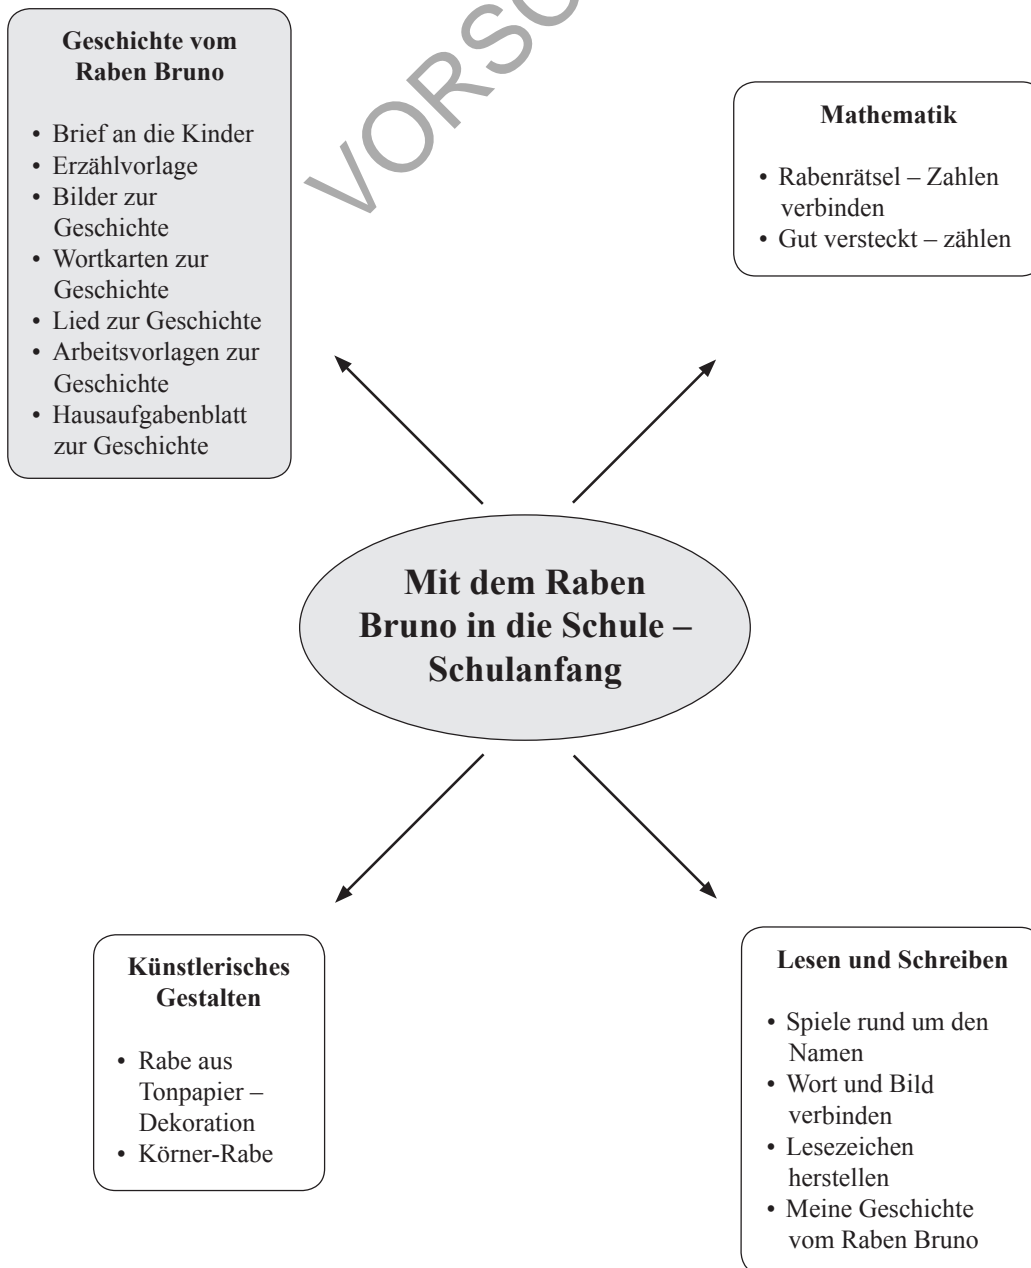 Geschichte vom
Raben Bruno
• Brief an die Kinder
• Erzählvorlage
• Bilder zur
Geschichte
• Wortkarten zur
Geschichte
• Lied zur Geschichte
• Arbeitsvorlagen zur
Geschichte
• Hausaufgabenblatt
zur Geschichte
VORSC
Mathematik
• Rabenrätsel – Zahlen
verbinden
• Gut versteckt – zählen
Mit dem Raben
Bruno in die Schule –
Schulanfang
Künstlerisches
Gestalten
• Rabe aus
Tonpapier –
Dekoration
• Körner-Rabe
Lesen und Schreiben
• Spiele rund um den
Namen
• Wort und Bild
verbinden
• Lesezeichen
herstellen
• Meine Geschichte
vom Raben Bruno